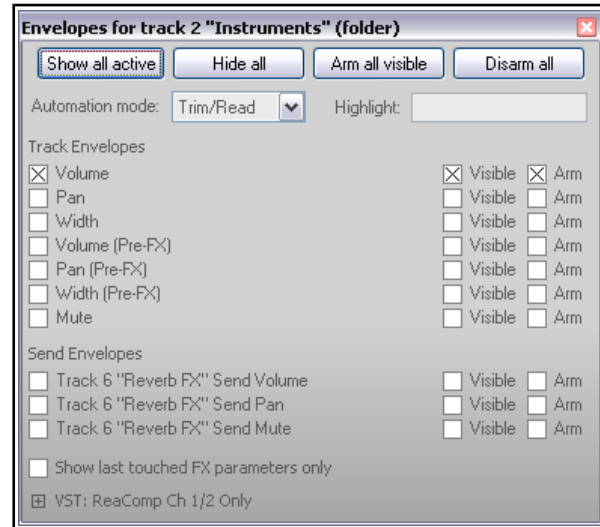 Envelopes for track 2 "Instruments" (folder)
Show all active Hide all Arm all visible Disarm all
Automation mode: Trim/Read Highlight:
Track Envelopes
Volume Visible Arm
Pan Visible Arm
Width Visible Arm
Volume (Pre-FX) Visible Arm
Pan (Pre-FX) Visible Arm
Width (Pre-FX) Visible Arm
Mute Visible Arm
Send Envelopes
Track 6 "Reverb FX" Send Volume Visible Arm
Track 6 "Reverb FX" Send Pan Visible Arm
Track 6 "Reverb FX" Send Mute Visible Arm
Show last touched FX parameters only
VST: ReaComp Ch 1/2 Only